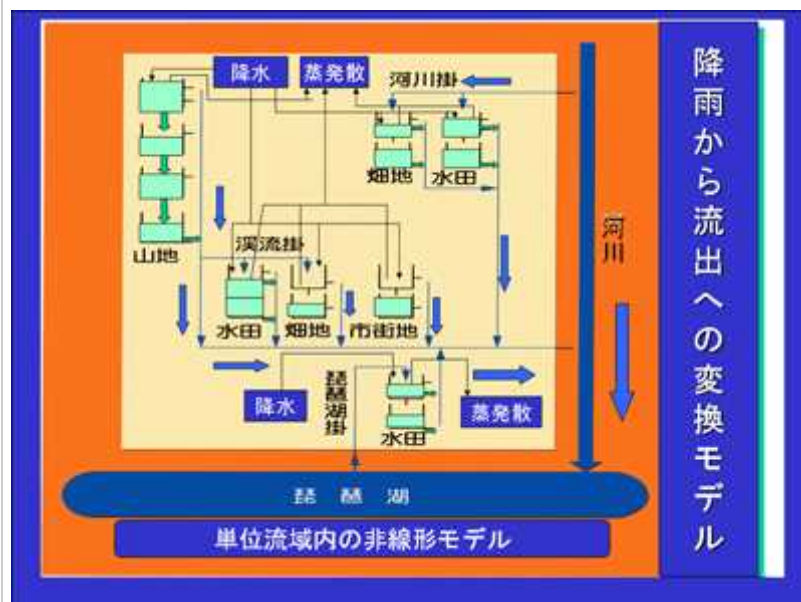 降雨から流出への変換モデル
降水
蒸発散
河川掛
畑地
水田
山地
渓流掛
水田
畑地
市街地
河川
降水
琵琶湖掛
水田
蒸発散
琵琶湖
単位流域内の非線形モデル